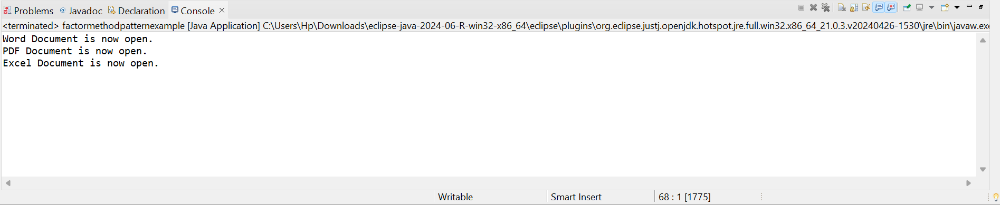 Problems @ Javadoc Declaration Console
<terminated> factormethodpatternexample [Java Application] C:\Users\Hp\Downloads\eclipse-java-2024-06-R-win32-x86_64\eclipse\plugins\org.eclipse.justj.openjdk.hotspot.jre.full.win32.x86_64_21.0.3.v20240426-1530\jre\bin\javaw.exe
Word Document is now open.
PDF Document is now open.
Excel Document is now open.
Writable Smart Insert 68 : 1 [1775]